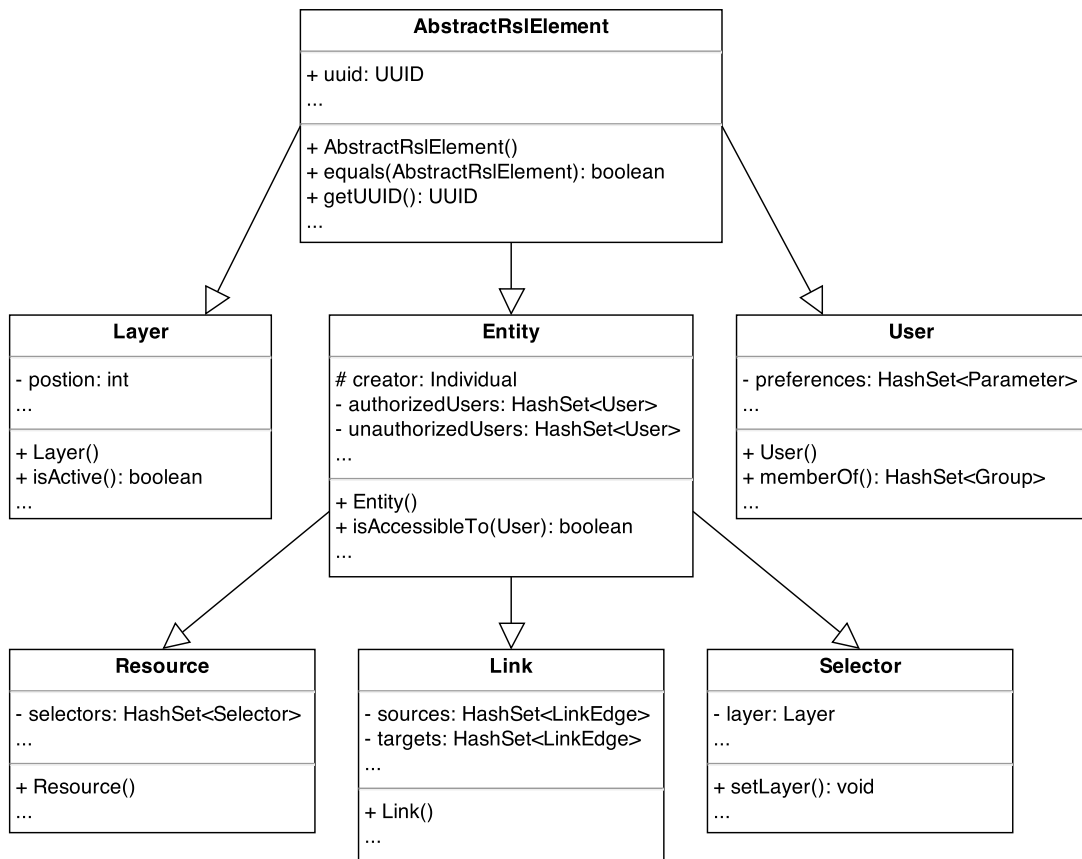 AbstractRslElement
+ uuid: UUID
...
+ AbstractRslElement()
+ equals(AbstractRslElement): boolean
+ getUUID(): UUID
...
Layer
- postion: int
...
+ Layer()
+ isActive(): boolean
...
Entity
# creator: Individual
- authorizedUsers: HashSet<User>
- unauthorizedUsers: HashSet<User>
...
+ Entity()
+ isAccessibleTo(User): boolean
...
User
- preferences: HashSet<Parameter>
...
+ User()
+ memberOf(): HashSet<Group>
...
Resource
- selectors: HashSet<Selector>
...
+ Resource()
...
Link
- sources: HashSet<LinkEdge>
- targets: HashSet<LinkEdge>
...
+ Link()
...
Selector
- layer: Layer
...
+ setLayer(): void
...